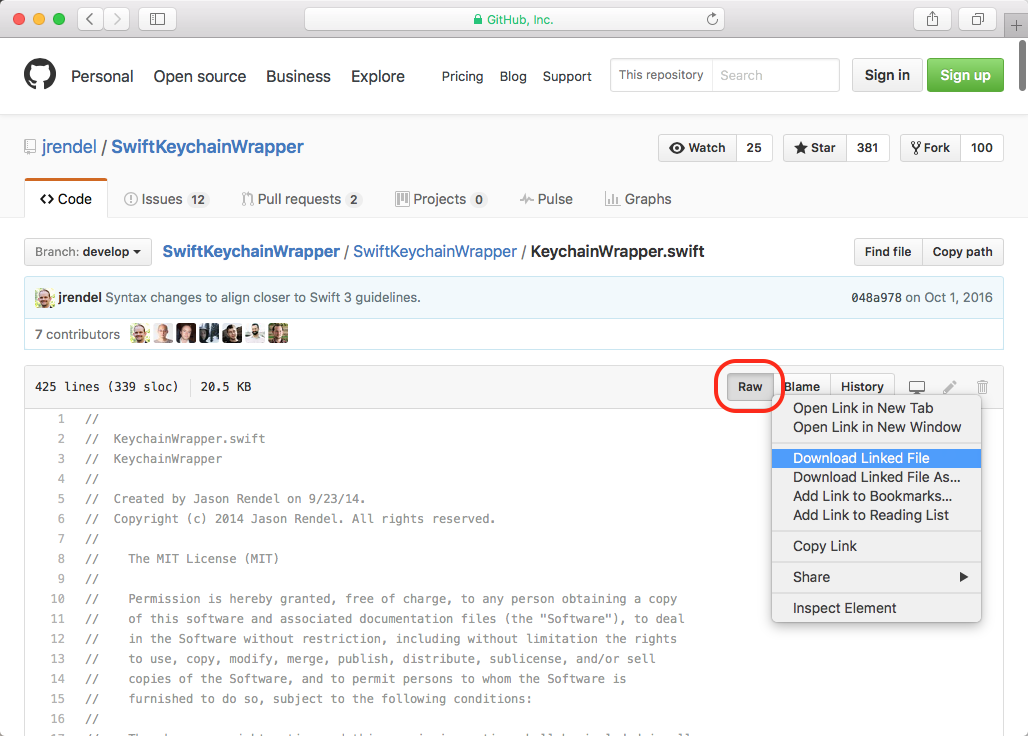 GitHub, Inc.
Personal Open source Business Explore Pricing Blog Support This repository Search Sign in Sign up
jrendel / SwiftKeychainWrapper Watch 25 Star 381 Fork 100
Code Issues 12 Pull requests 2 Projects 0 Pulse Graphs
Branch: develop SwiftKeychainWrapper / SwiftKeychainWrapper / KeychainWrapper.swift Find file Copy path
jrendel Syntax changes to align closer to Swift 3 guidelines. 048a978 on Oct 1, 2016
7 contributors
425 lines (339 sloc) 20.5 KB Raw Blame History
Open Link in New Tab
Open Link in New Window
Download Linked File
Download Linked File As...
Add Link to Bookmarks...
Add Link to Reading List
Copy Link
Share
Inspect Element
1 //
2 // KeychainWrapper.swift
3 // KeychainWrapper
4 //
5 // Created by Jason Rendel on 9/23/14.
6 // Copyright (c) 2014 Jason Rendel. All rights reserved.
7 //
8 // The MIT License (MIT)
9 //
10 // Permission is hereby granted, free of charge, to any person obtaining a copy
11 // of this software and associated documentation files (the "Software"), to deal
12 // in the Software without restriction, including without limitation the rights
13 // to use, copy, modify, merge, publish, distribute, sublicense, and/or sell
14 // copies of the Software, and to permit persons to whom the Software is
15 // furnished to do so, subject to the following conditions:
16 //